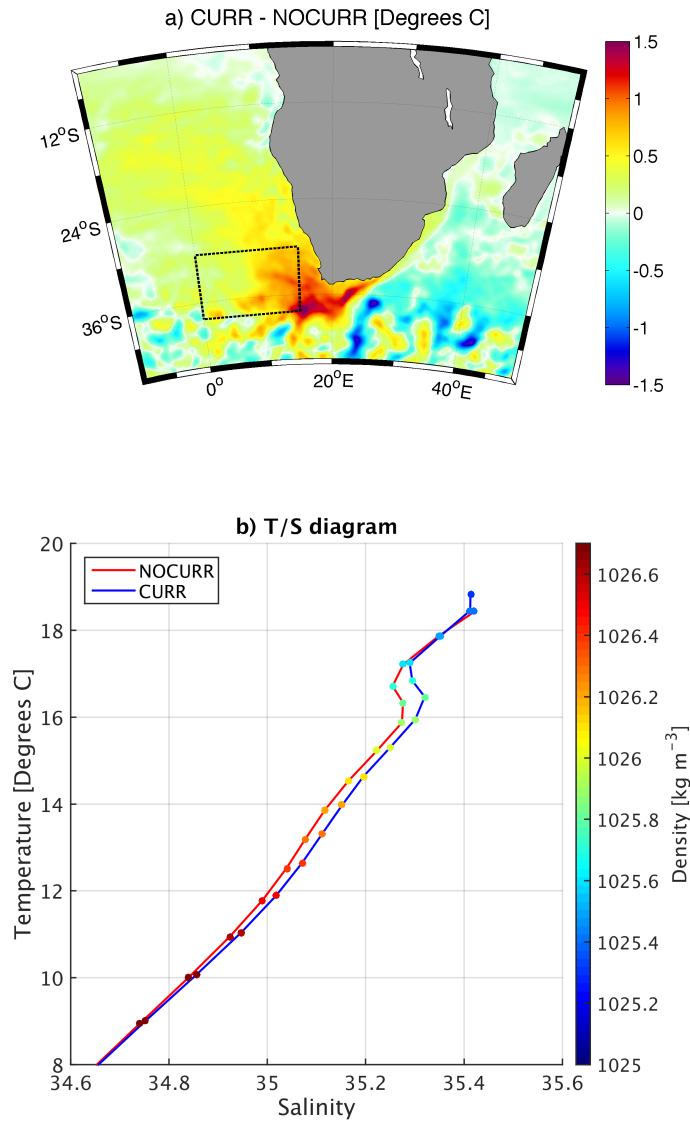 a) CURR - NOCURR [Degrees C]
1.5
1
0.5
0
-0.5
-1
-1.5
12°S
24°S
36°S
0°
20°E
40°E
b) T/S diagram
NOCURR
CURR
20
18
16
14
12
10
8
Temperature [Degrees C]
34.6
34.8
35
35.2
35.4
35.6
Salinity
1026.6
1026.4
1026.2
1026
1025.8
1025.6
1025.4
1025.2
1025
Density [kg m⁻³]